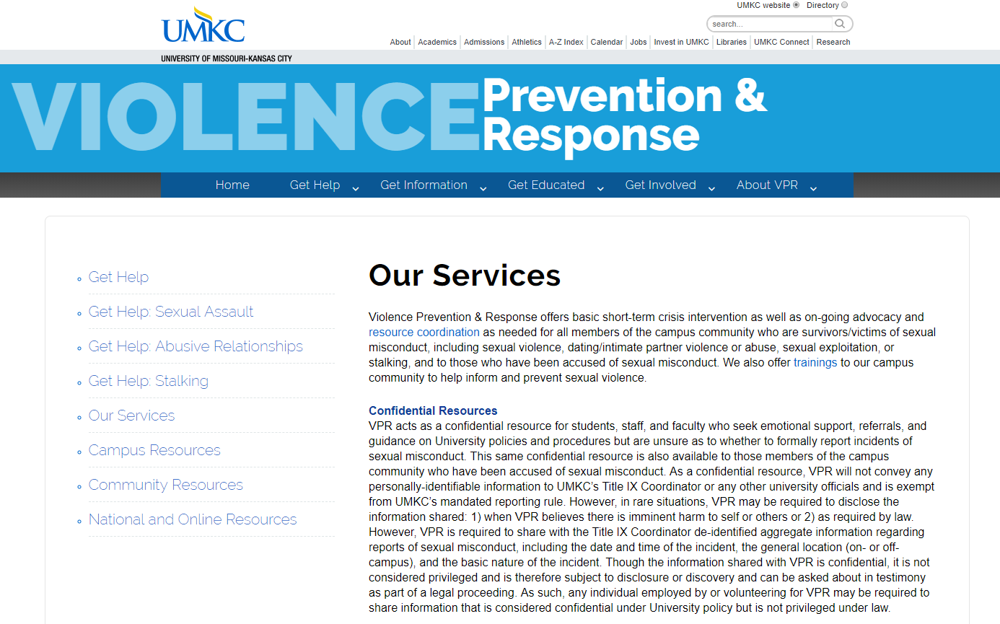 UMKC website Directory
UMKC
search...
About Academics Admissions Athletics A-Z Index Calendar Jobs Invest in UMKC Libraries UMKC Connect Research
UNIVERSITY OF MISSOURI-KANSAS CITY
VIOLENCE Prevention &
Response
Home Get Help Get Information Get Educated Get Involved About VPR
Get Help
Get Help: Sexual Assault
Get Help: Abusive Relationships
Get Help: Stalking
Our Services
Campus Resources
Community Resources
National and Online Resources
Our Services
Violence Prevention & Response offers basic short-term crisis intervention as well as on-going advocacy and
resource coordination as needed for all members of the campus community who are survivors/victims of sexual
misconduct, including sexual violence, dating/intimate partner violence or abuse, sexual exploitation, or
stalking, and to those who have been accused of sexual misconduct. We also offer trainings to our campus
community to help inform and prevent sexual violence.
Confidential Resources
VPR acts as a confidential resource for students, staff, and faculty who seek emotional support, referrals, and
guidance on University policies and procedures but are unsure as to whether to formally report incidents of
sexual misconduct. This same confidential resource is also available to those members of the campus
community who have been accused of sexual misconduct. As a confidential resource, VPR will not convey any
personally-identifiable information to UMKC’s Title IX Coordinator or any other university officials and is exempt
from UMKC’s mandated reporting rule. However, in rare situations, VPR may be required to disclose the
information shared: 1) when VPR believes there is imminent harm to self or others or 2) as required by law.
However, VPR is required to share with the Title IX Coordinator de-identified aggregate information regarding
reports of sexual misconduct, including the date and time of the incident, the general location (on- or off-
campus), and the basic nature of the incident. Though the information shared with VPR is confidential, it is not
considered privileged and is therefore subject to disclosure or discovery and can be asked about in testimony
as part of a legal proceeding. As such, any individual employed by or volunteering for VPR may be required to
share information that is considered confidential under University policy but is not privileged under law.